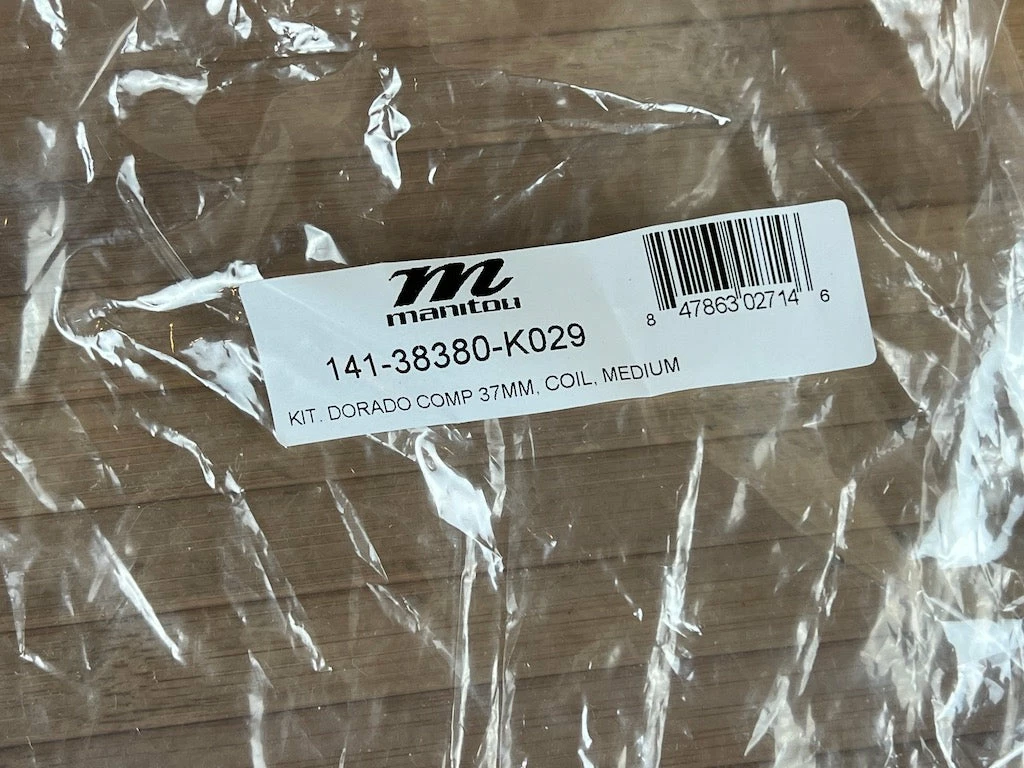 m
manitou
141-38380-K029
KIT. DORADO COMP 37MM, COIL, MEDIUM
8 47863 02714 6